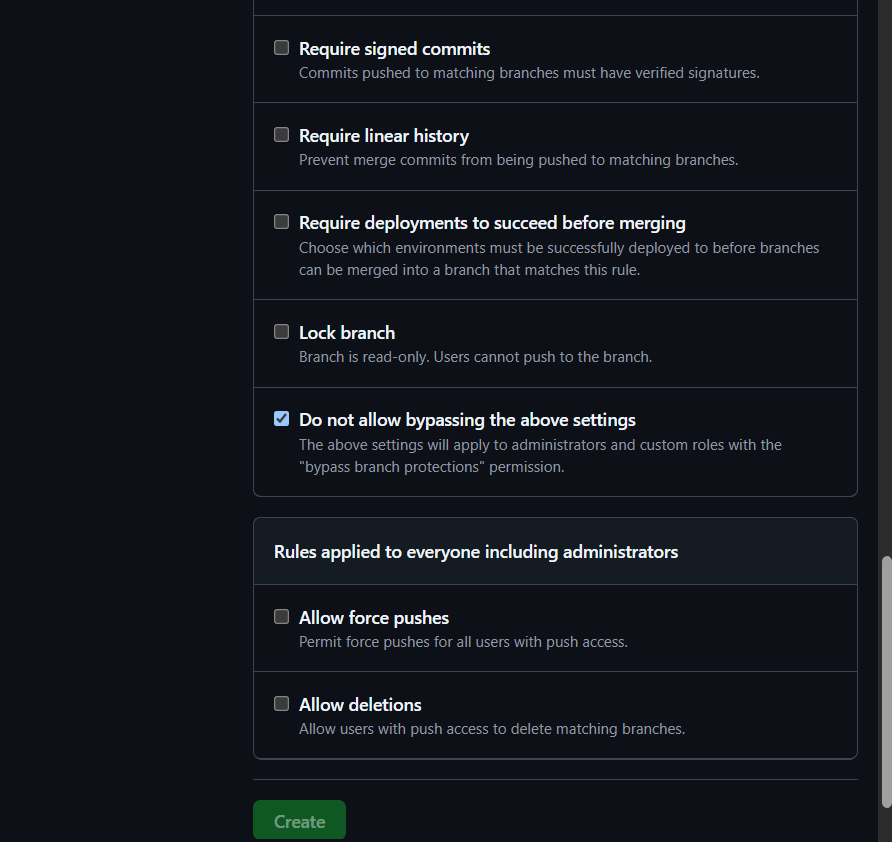 Require signed commits
Commits pushed to matching branches must have verified signatures.
Require linear history
Prevent merge commits from being pushed to matching branches.
Require deployments to succeed before merging
Choose which environments must be successfully deployed to before branches
can be merged into a branch that matches this rule.
Lock branch
Branch is read-only. Users cannot push to the branch.
Do not allow bypassing the above settings
The above settings will apply to administrators and custom roles with the
"bypass branch protections" permission.
Rules applied to everyone including administrators
Allow force pushes
Permit force pushes for all users with push access.
Allow deletions
Allow users with push access to delete matching branches.
Create